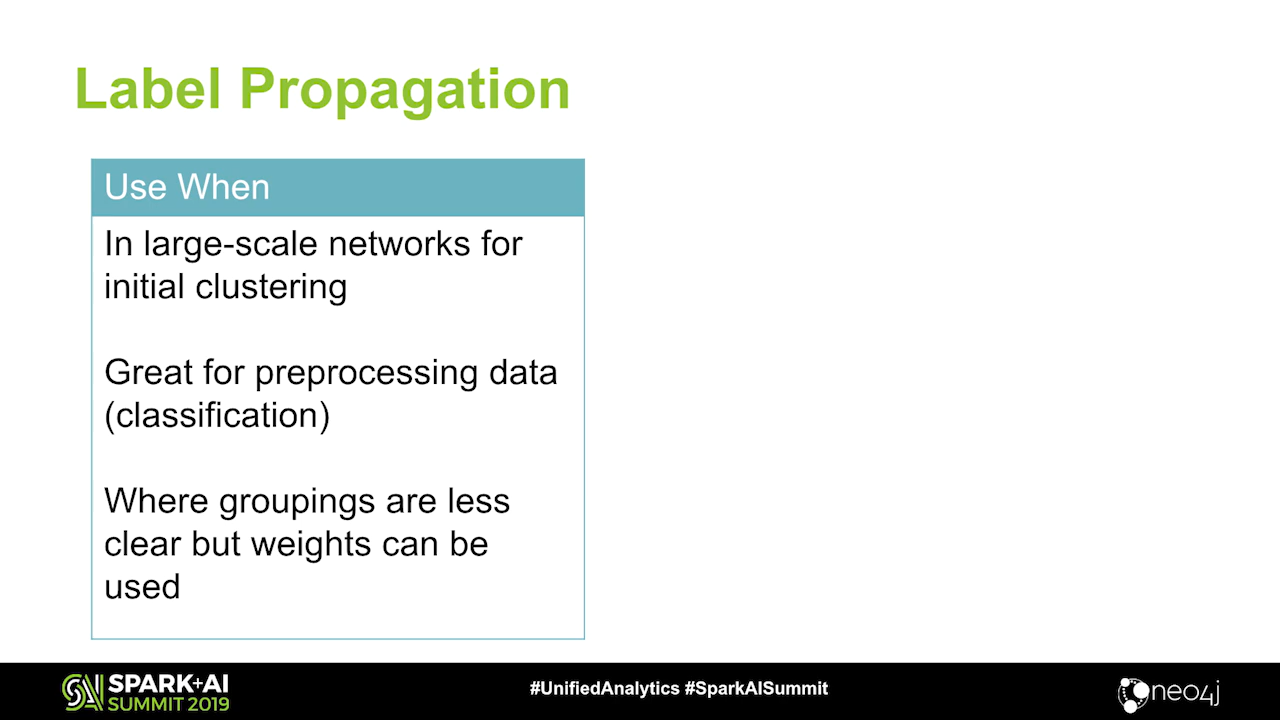 Label Propagation
Use When
In large-scale networks for
initial clustering
Great for preprocessing data
(classification)
Where groupings are less
clear but weights can be
used
SPARK+AI
SUMMIT 2019
#UnifiedAnalytics #SparkAISummit
neo4j